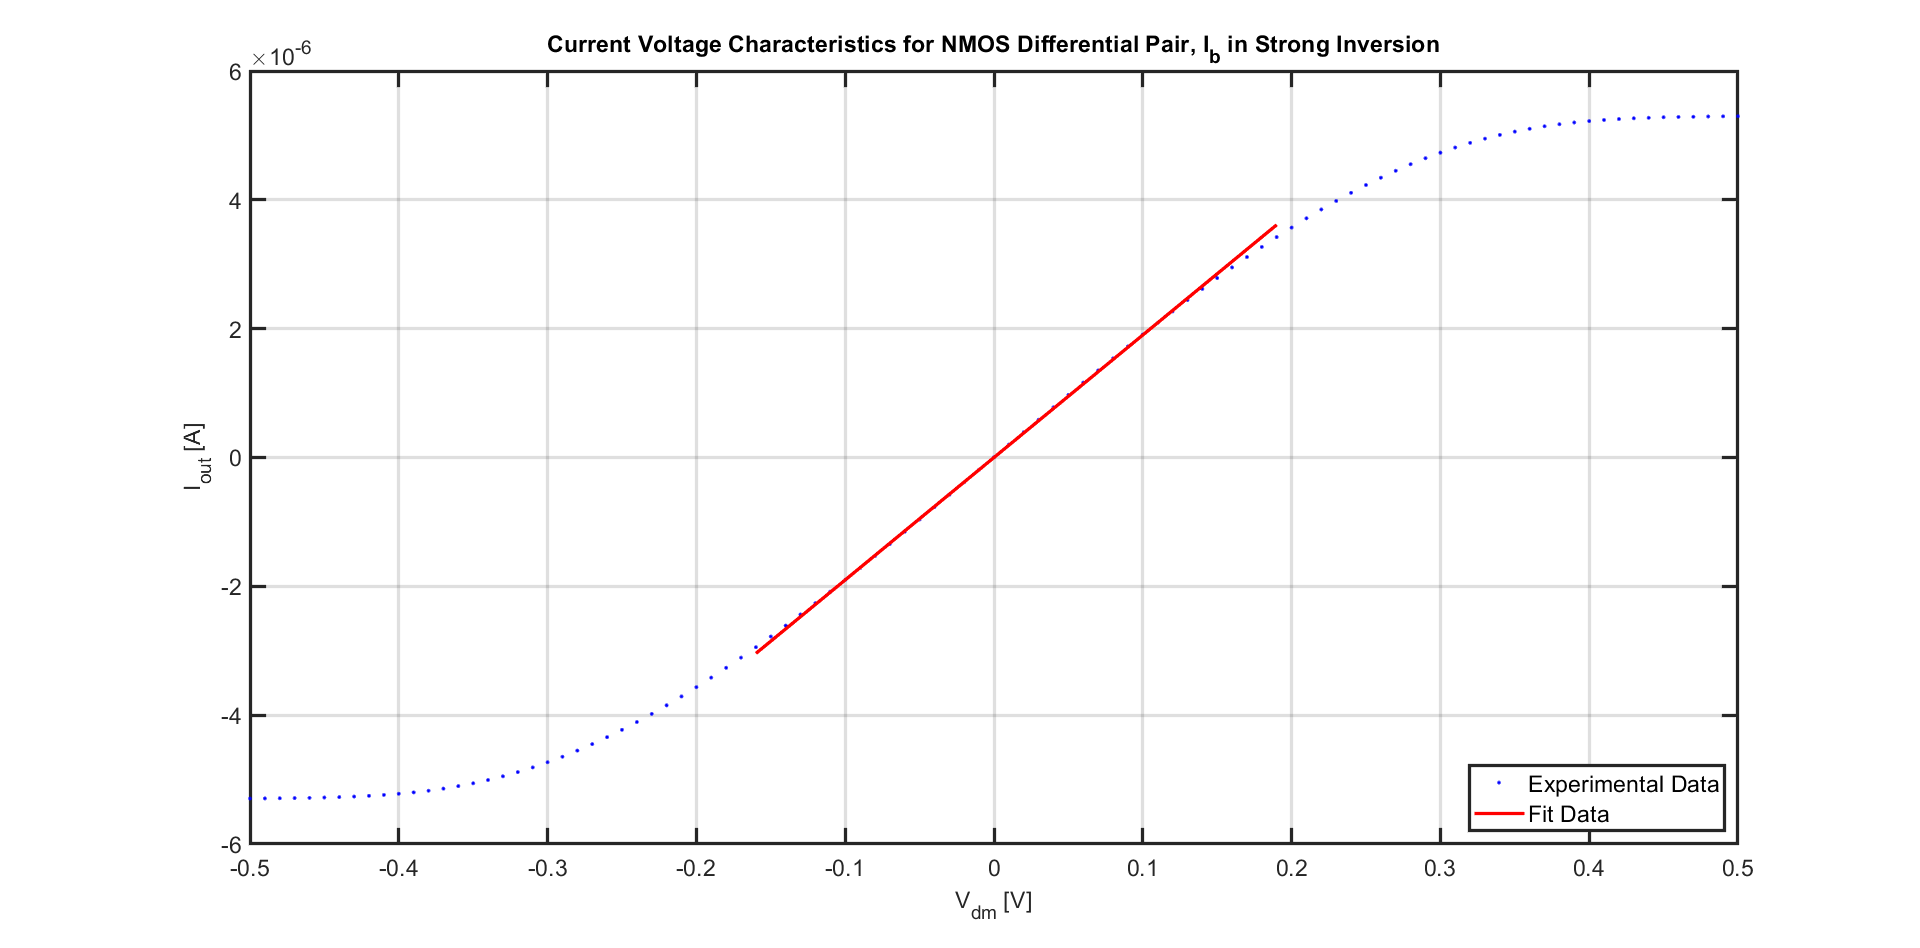 Current Voltage Characteristics for NMOS Differential Pair, I_b in Strong Inversion
×10^-6
6
4
2
0
-2
-4
-6
I_out [A]
-0.5 -0.4 -0.3 -0.2 -0.1 0 0.1 0.2 0.3 0.4 0.5
V_dm [V]
Experimental Data
Fit Data